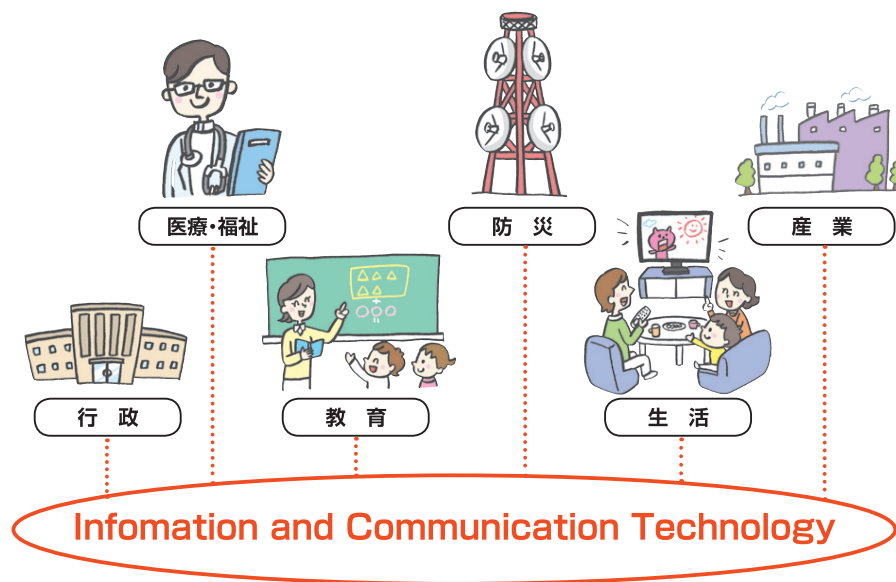 医療・福祉
防 災
産 業
行 政
教 育
生 活
Infomation and Communication Technology